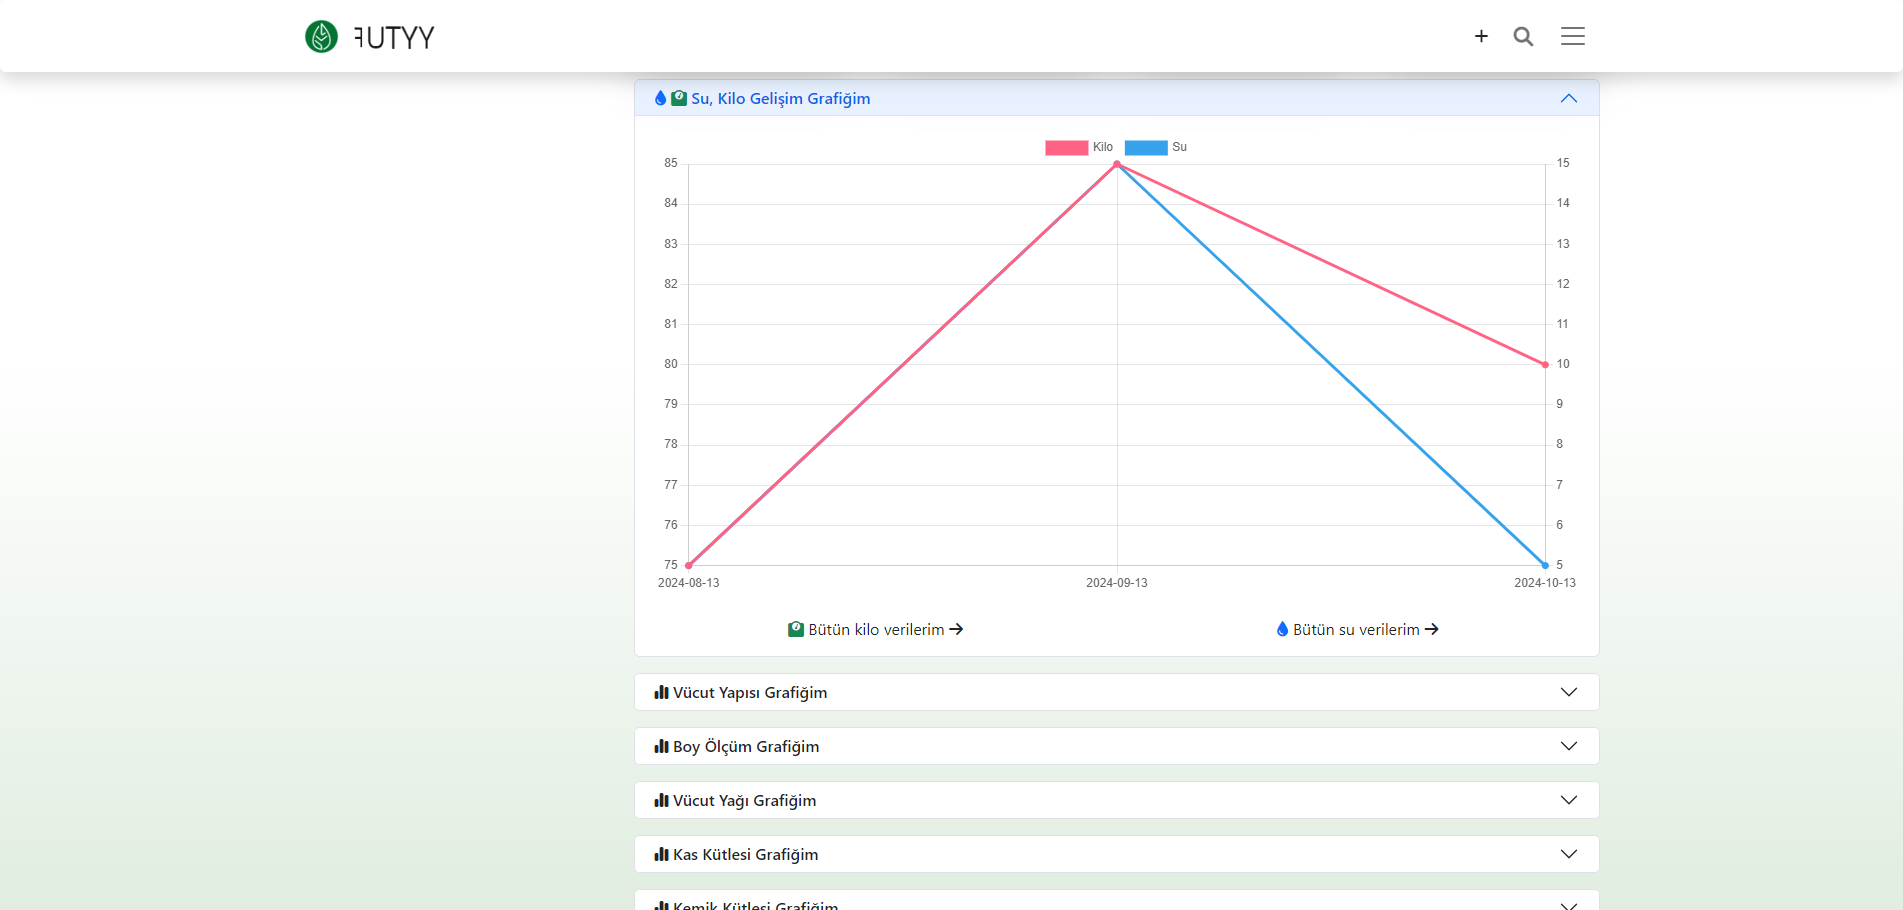 FUTYY
Su, Kilo Gelişim Grafiğim
Kilo Su
85 15
84 14
83 13
82 12
81 11
80 10
79 9
78 8
77 7
76 6
75 5
2024-08-13 2024-09-13 2024-10-13
Bütün kilo verilerim Bütün su verilerim
Vücut Yapısı Grafiğim
Boy Ölçüm Grafiğim
Vücut Yağı Grafiğim
Kas Kütlesi Grafiğim
Kemik Kütlesi Grafiğim